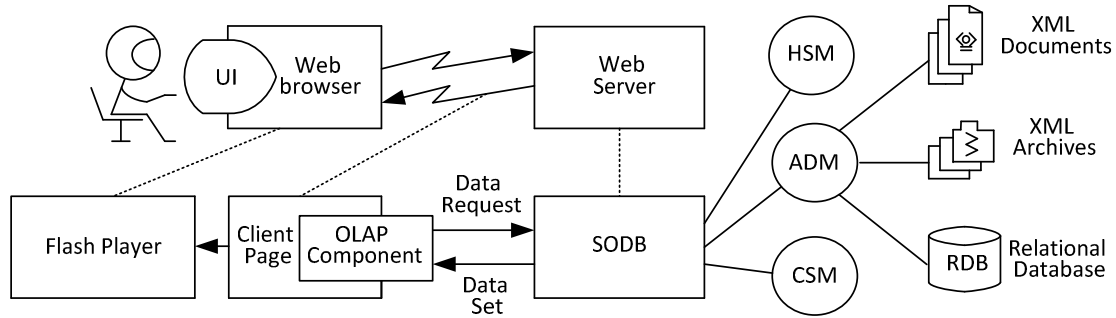 UI
Web
browser
Web
Server
HSM
XML
Documents
ADM
XML
Archives
Flash Player
Client
Page
OLAP
Component
Data
Request
Data
Set
SODB
CSM
RDB
Relational
Database